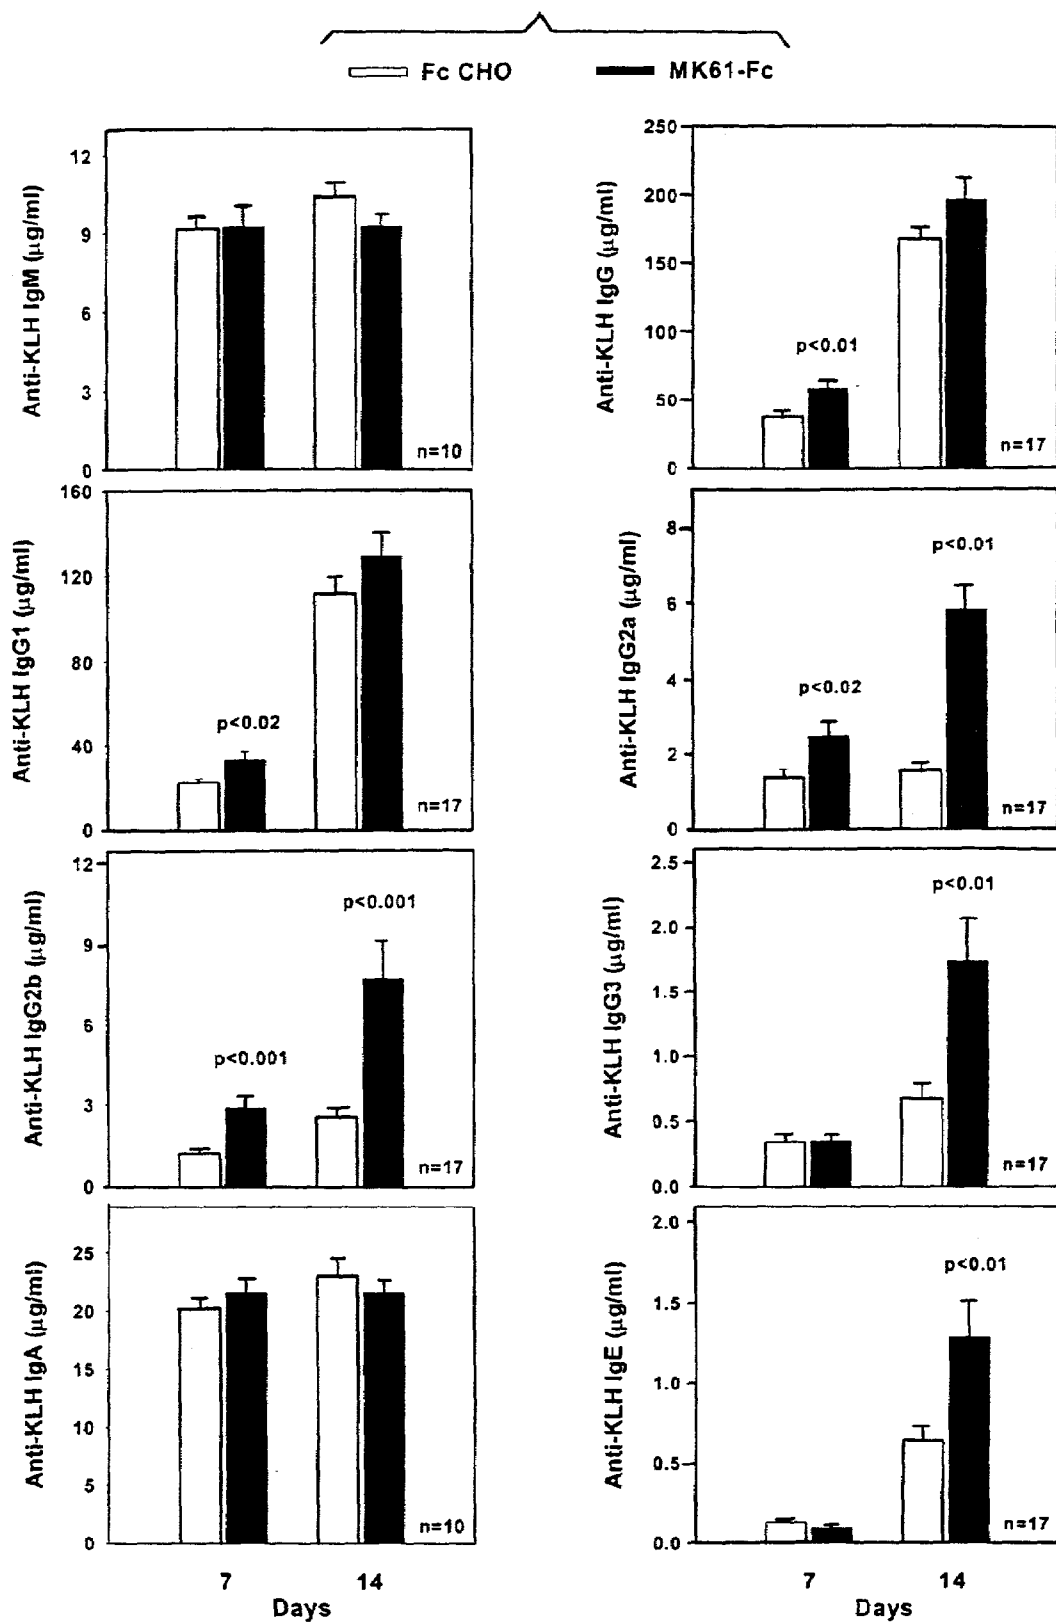 Fc CHO MK61-Fc
Anti-KLH IgM (µg/ml)
12
9
6
3
0
n=10
Anti-KLH IgG (µg/ml)
250
200
150
100
50
0
p<0.01
n=17
Anti-KLH IgG1 (µg/ml)
160
120
80
40
0
p<0.02
n=17
Anti-KLH IgG2a (µg/ml)
8
6
4
2
0
p<0.02
p<0.01
n=17
Anti-KLH IgG2b (µg/ml)
12
9
6
3
0
p<0.001
p<0.001
n=17
Anti-KLH IgG3 (µg/ml)
2.5
2.0
1.5
1.0
0.5
0.0
p<0.01
n=17
Anti-KLH IgA (µg/ml)
25
20
15
10
5
0
n=10
7 14
Days
Anti-KLH IgE (µg/ml)
2.0
1.5
1.0
0.5
0.0
p<0.01
n=17
7 14
Days